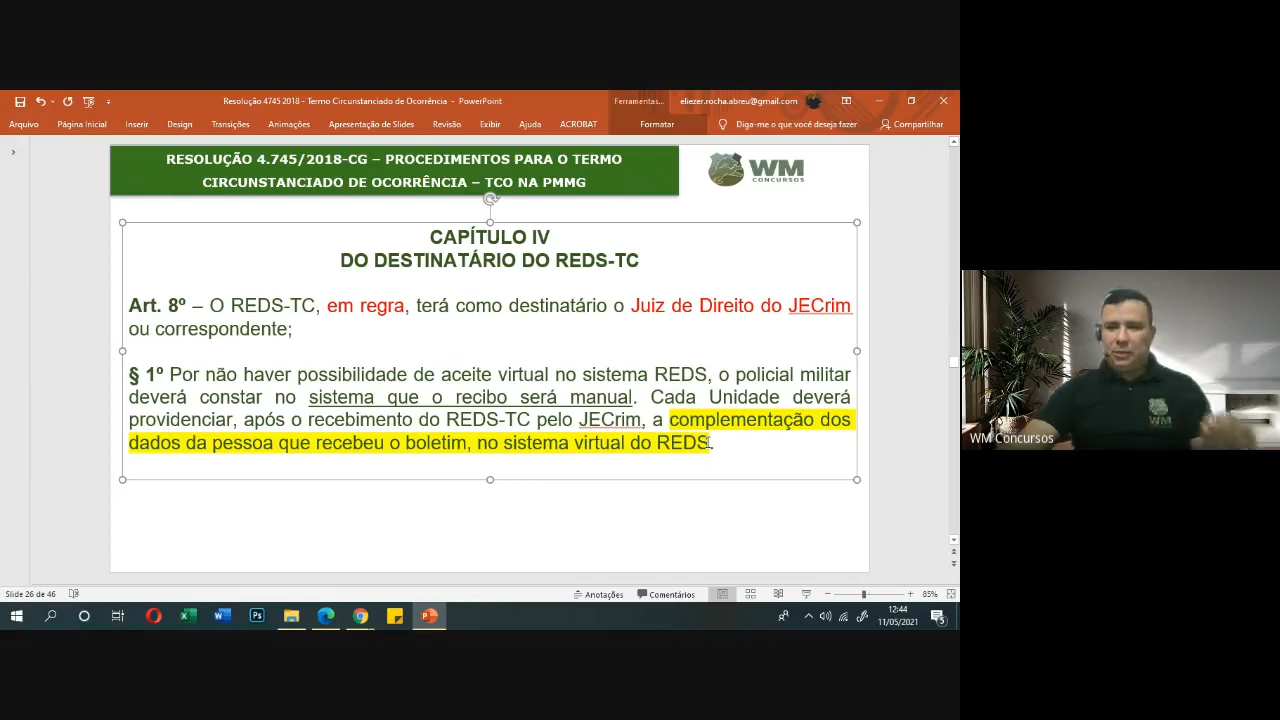 Resolução 4745 2018 - Termo Circunstanciado de Ocorrência - PowerPoint
Ferramentas...
eliezer.rocha.abreu@gmail.com
Arquivo Página Inicial Inserir Design Transições Animações Apresentação de Slides Revisão Exibir Ajuda ACROBAT Formatar Diga-me o que você deseja fazer Compartilhar
RESOLUÇÃO 4.745/2018-CG – PROCEDIMENTOS PARA O TERMO
CIRCUNSTANCIADO DE OCORRÊNCIA – TCO NA PMMG
WM
CONCURSOS
CAPÍTULO IV
DO DESTINATÁRIO DO REDS-TC
Art. 8º – O REDS-TC, em regra, terá como destinatário o Juiz de Direito do JECrim
ou correspondente;
§ 1º Por não haver possibilidade de aceite virtual no sistema REDS, o policial militar
deverá constar no sistema que o recibo será manual. Cada Unidade deverá
providenciar, após o recebimento do REDS-TC pelo JECrim, a complementação dos
dados da pessoa que recebeu o boletim, no sistema virtual do REDS.
WM Concursos
WM
Slide 26 de 46
Anotações
Comentários
85%
12:44
11/05/2021
5